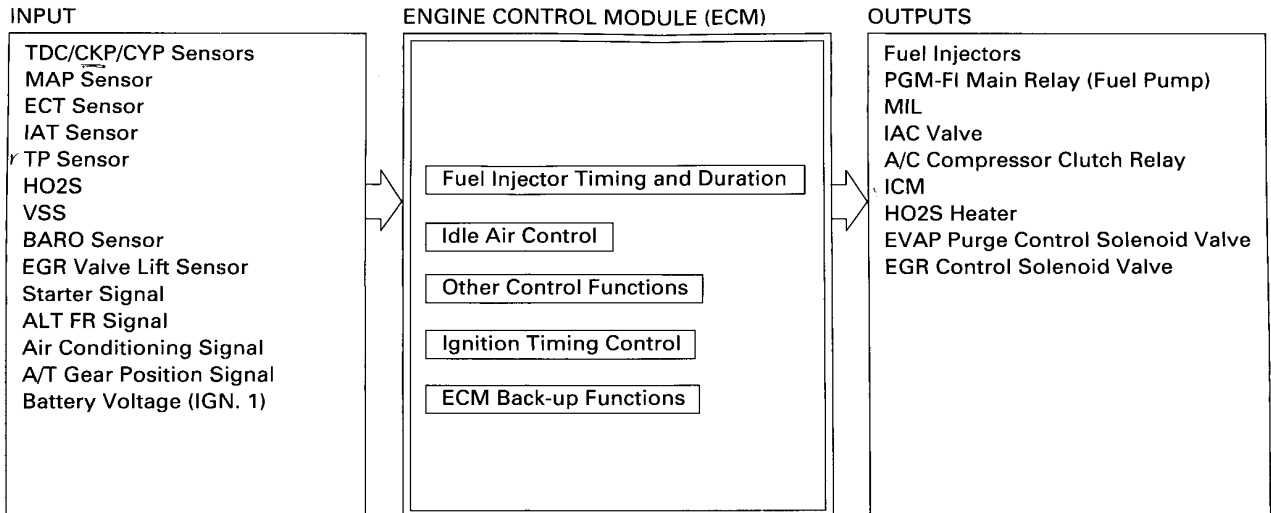 INPUT
TDC/CKP/CYP Sensors
MAP Sensor
ECT Sensor
IAT Sensor
TP Sensor
HO2S
VSS
BARO Sensor
EGR Valve Lift Sensor
Starter Signal
ALT FR Signal
Air Conditioning Signal
A/T Gear Position Signal
Battery Voltage (IGN. 1)
ENGINE CONTROL MODULE (ECM)
Fuel Injector Timing and Duration
Idle Air Control
Other Control Functions
Ignition Timing Control
ECM Back-up Functions
OUTPUTS
Fuel Injectors
PGM-FI Main Relay (Fuel Pump)
MIL
IAC Valve
A/C Compressor Clutch Relay
ICM
HO2S Heater
EVAP Purge Control Solenoid Valve
EGR Control Solenoid Valve